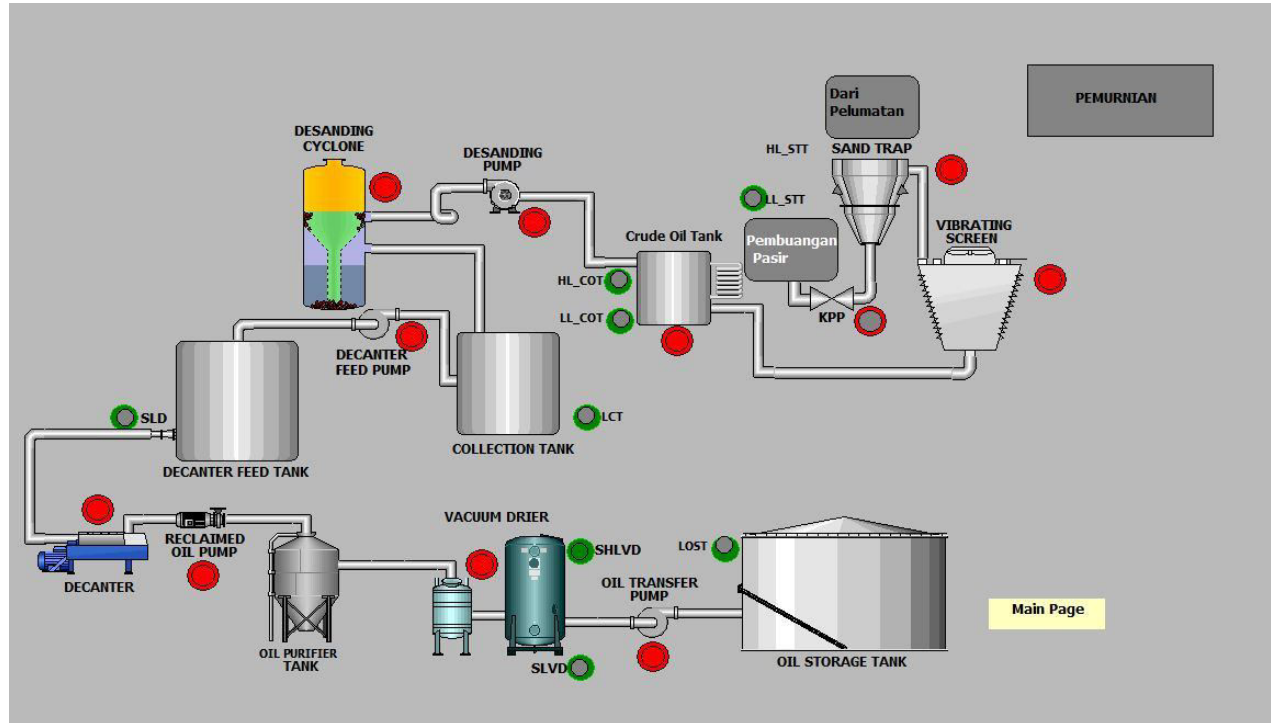 Dari
Pelumatan
PEMURNIAN
DESANDING
CYCLONE
DESANDING
PUMP
HL_STT
SAND TRAP
LL_STT
VIBRATING
SCREEN
Crude Oil Tank
Pembuangan
Pasir
HL_COT
LL_COT
KPP
DECANTER
FEED PUMP
SLD
LCT
COLLECTION TANK
DECANTER FEED TANK
VACUUM DRIER
RECLAIMED
OIL PUMP
SHLVD
LOST
DECANTER
OIL TRANSFER
PUMP
Main Page
OIL PURIFIER
TANK
SLVD
OIL STORAGE TANK